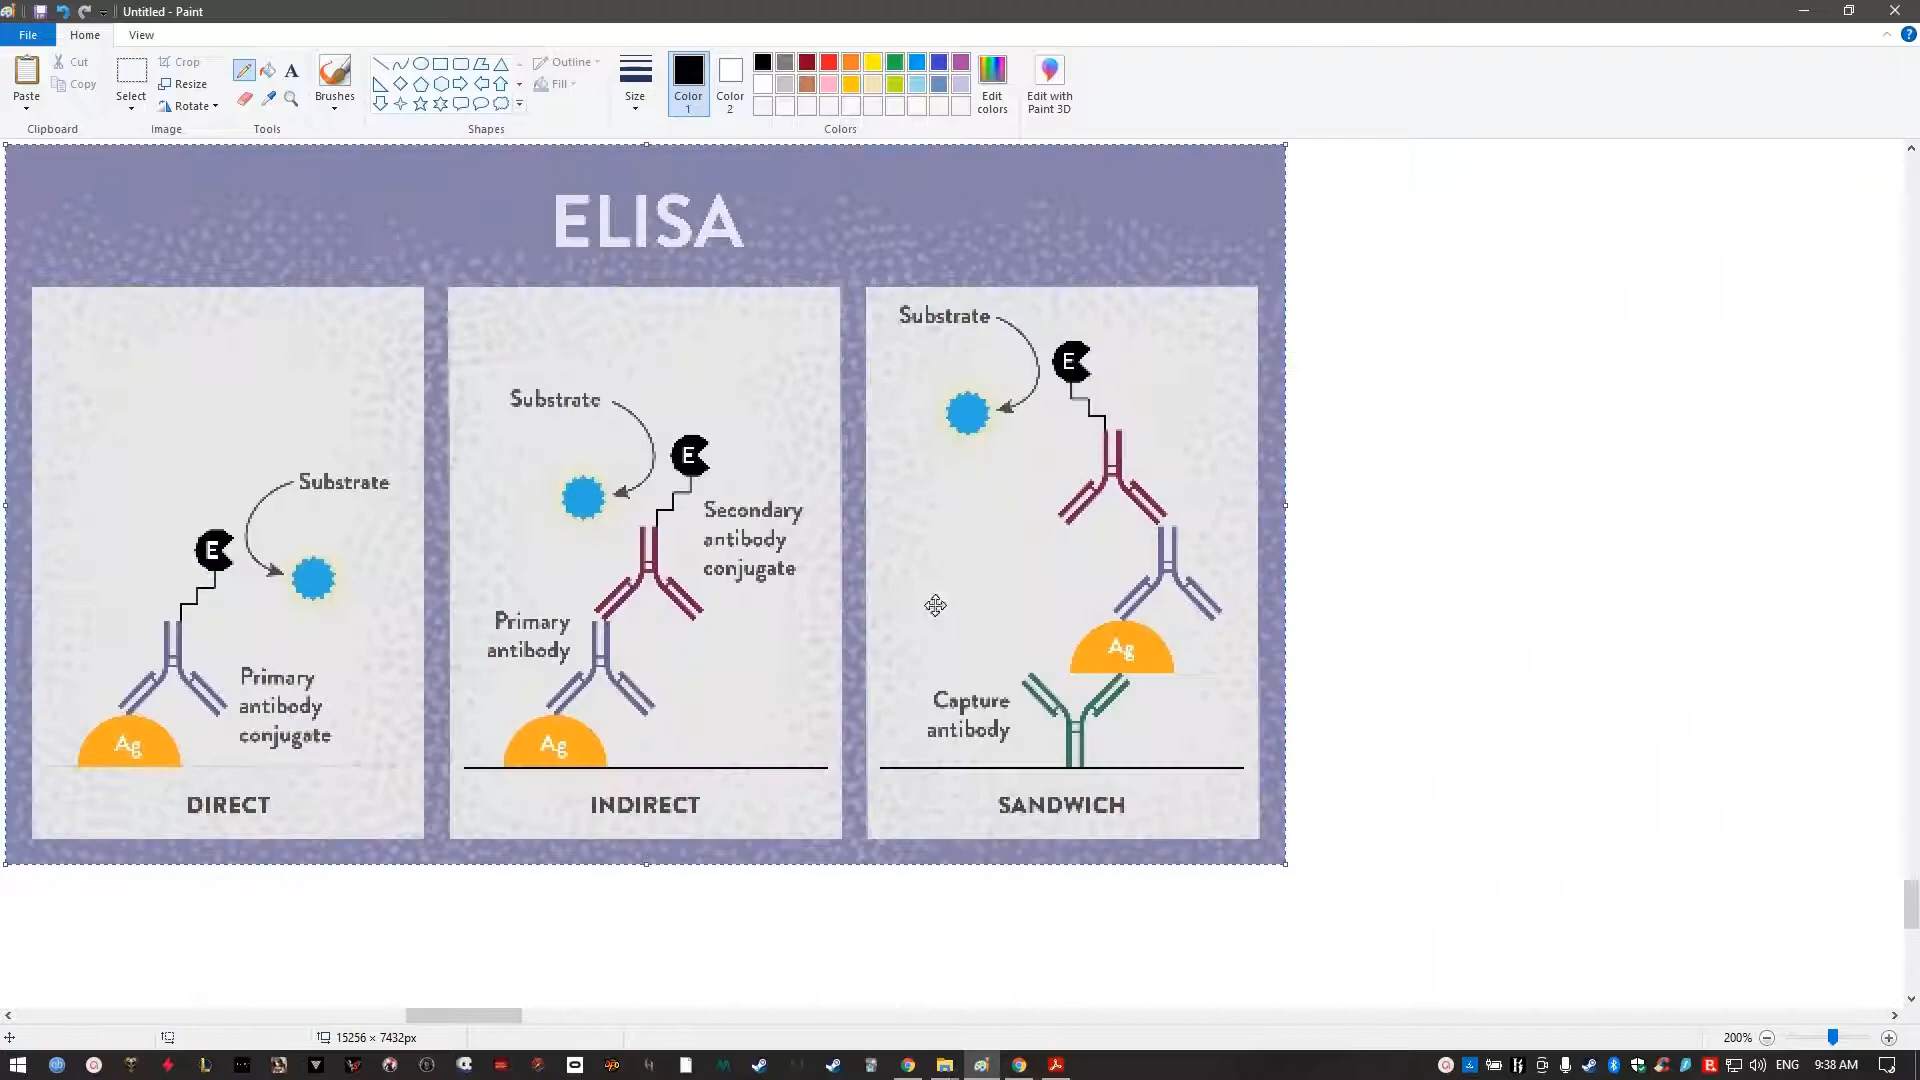 Untitled - Paint
File
Home
View
Paste
Cut
Copy
Clipboard
Select
Crop
Resize
Rotate
Image
A
Tools
Brushes
Outline
Fill
Shapes
Size
Color
1
Color
2
Edit
colors
Edit with
Paint 3D
Colors
ELISA
Substrate
E
Ag
Primary
antibody
conjugate
DIRECT
Substrate
E
Secondary
antibody
conjugate
Primary
antibody
Ag
INDIRECT
Substrate
E
Ag
Capture
antibody
SANDWICH
15256 × 7432px
200%
ENG
9:38 AM